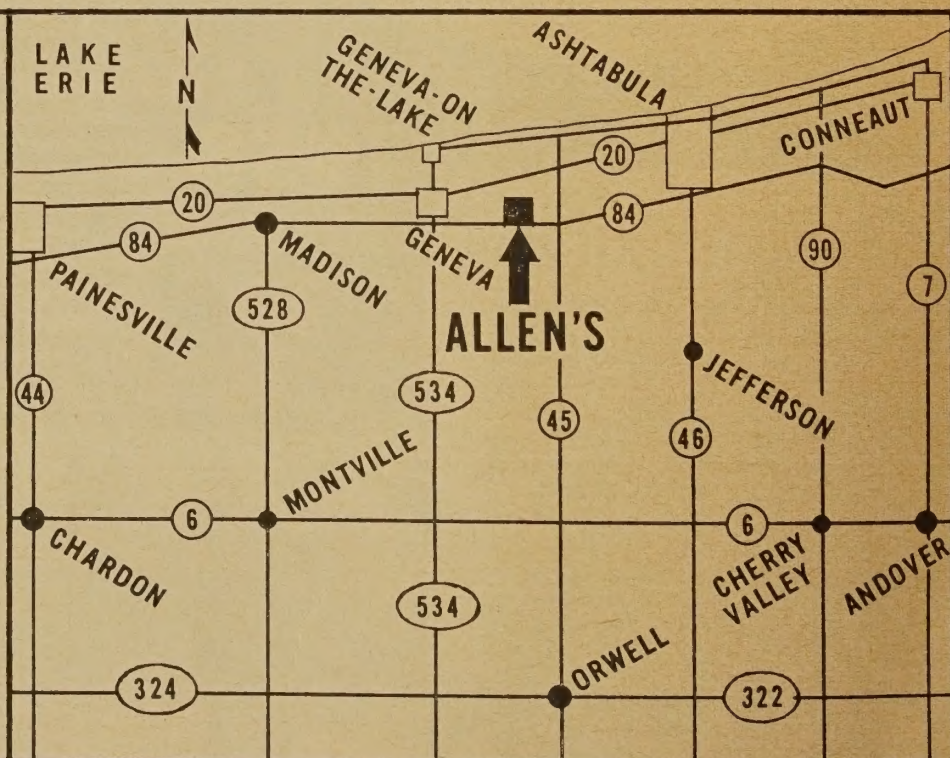 LAKE
ERIE
N
GENEVA-ON
THE-LAKE
ASHTABULA
CONNEAUT
20
20
84
84
PAINESVILLE
MADISON
GENEVA
ALLEN'S
528
90
7
44
534
45
46
JEFFERSON
MONTVILLE
6
6
CHARDON
CHERRY
VALLEY
ANDOVER
534
ORWELL
324
322